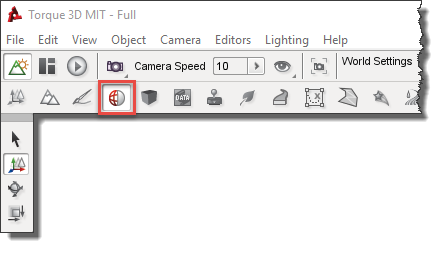 Torque 3D MIT - Full
File Edit View Object Camera Editors Lighting Help
Camera Speed 10 World Settings
DATA